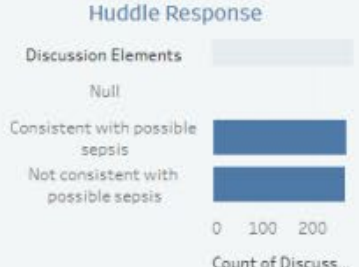 Huddle Response
Discussion Elements
Null
Consistent with possible
sepsis
Not consistent with
possible sepsis
0 100 200
Count of Discuss...